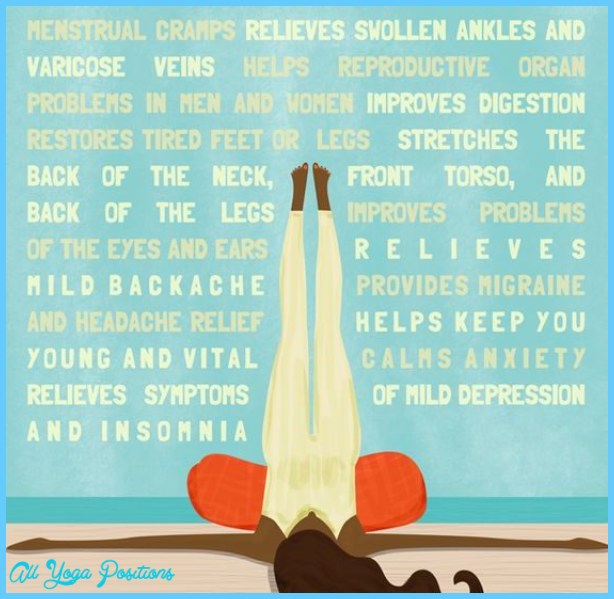 MENSTRUAL CRAMPS RELIEVES SWOLLEN ANKLES AND
VARICOSE VEINS HELPS REPRODUCTIVE ORGAN
PROBLEMS IN MEN AND WOMEN IMPROVES DIGESTION
RESTORES TIRED FEET OR LEGS STRETCHES THE
BACK OF THE NECK, FRONT TORSO, AND
BACK OF THE LEGS IMPROVES PROBLEMS
OF THE EYES AND EARS RELIEVES
MILD BACKACHE PROVIDES MIGRAINE
AND HEADACHE RELIEF HELPS KEEP YOU
YOUNG AND VITAL CALMS ANXIETY
RELIEVES SYMPTOMS OF MILD DEPRESSION
AND INSOMNIA
All Yoga Positions